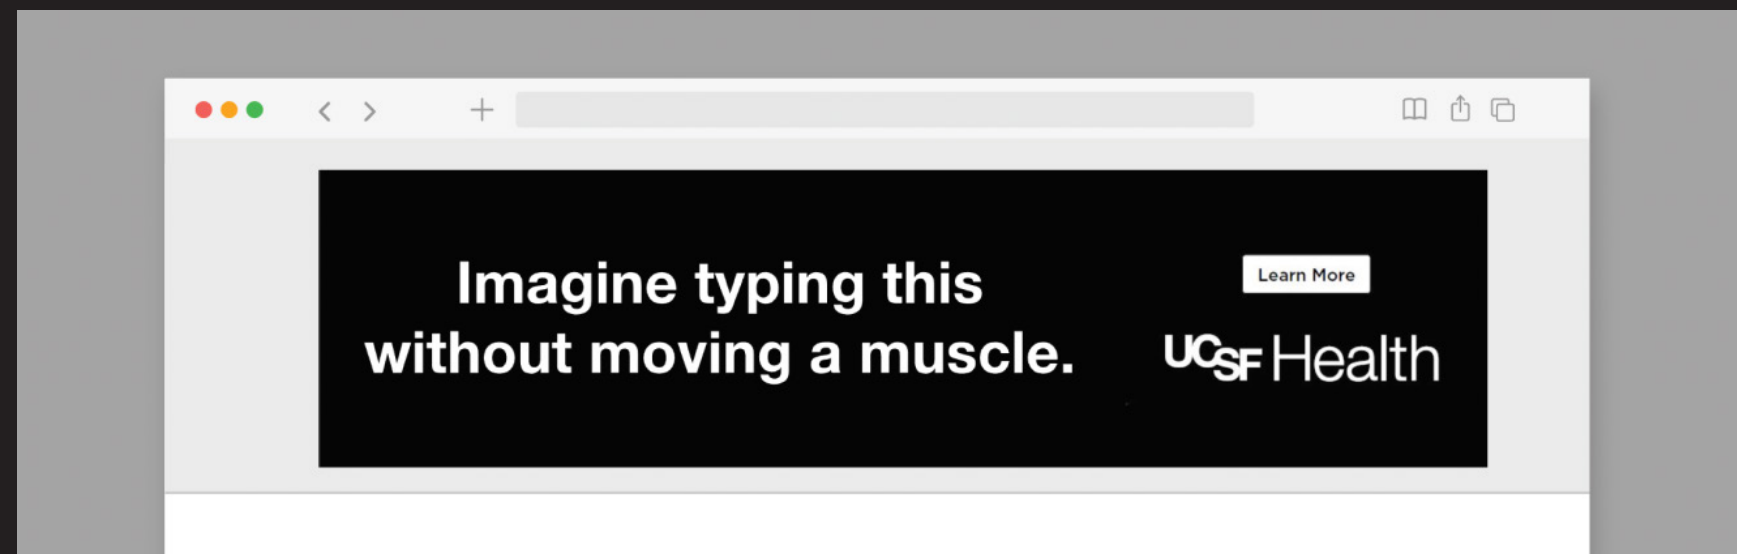 Imagine typing this
without moving a muscle.
Learn More
UCSF Health